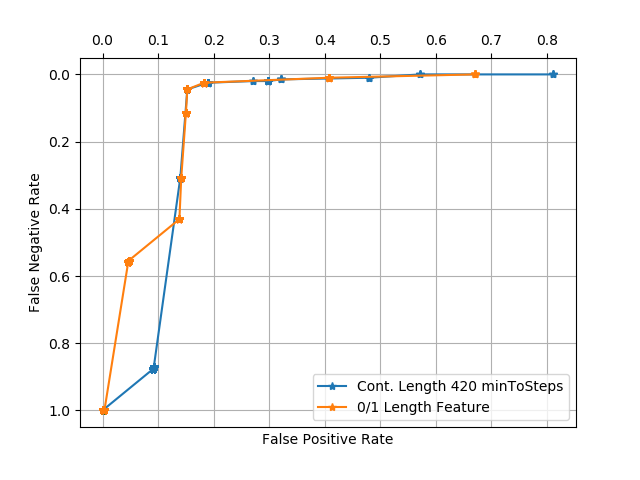 0.0 0.1 0.2 0.3 0.4 0.5 0.6 0.7 0.8
0.0
0.2
0.4
0.6
0.8
1.0
False Negative Rate
Cont. Length 420 minToSteps
0/1 Length Feature
False Positive Rate